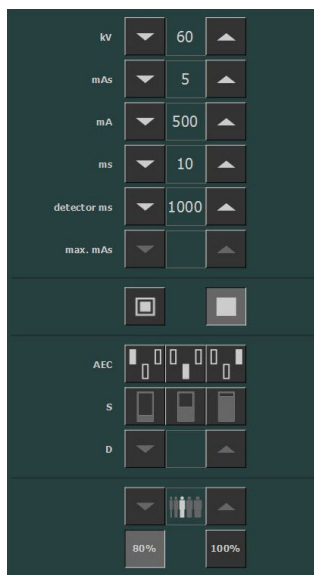 kV 60
mAs 5
mA 500
ms 10
detector ms 1000
max. mAs
AEC
S
D
80% 100%